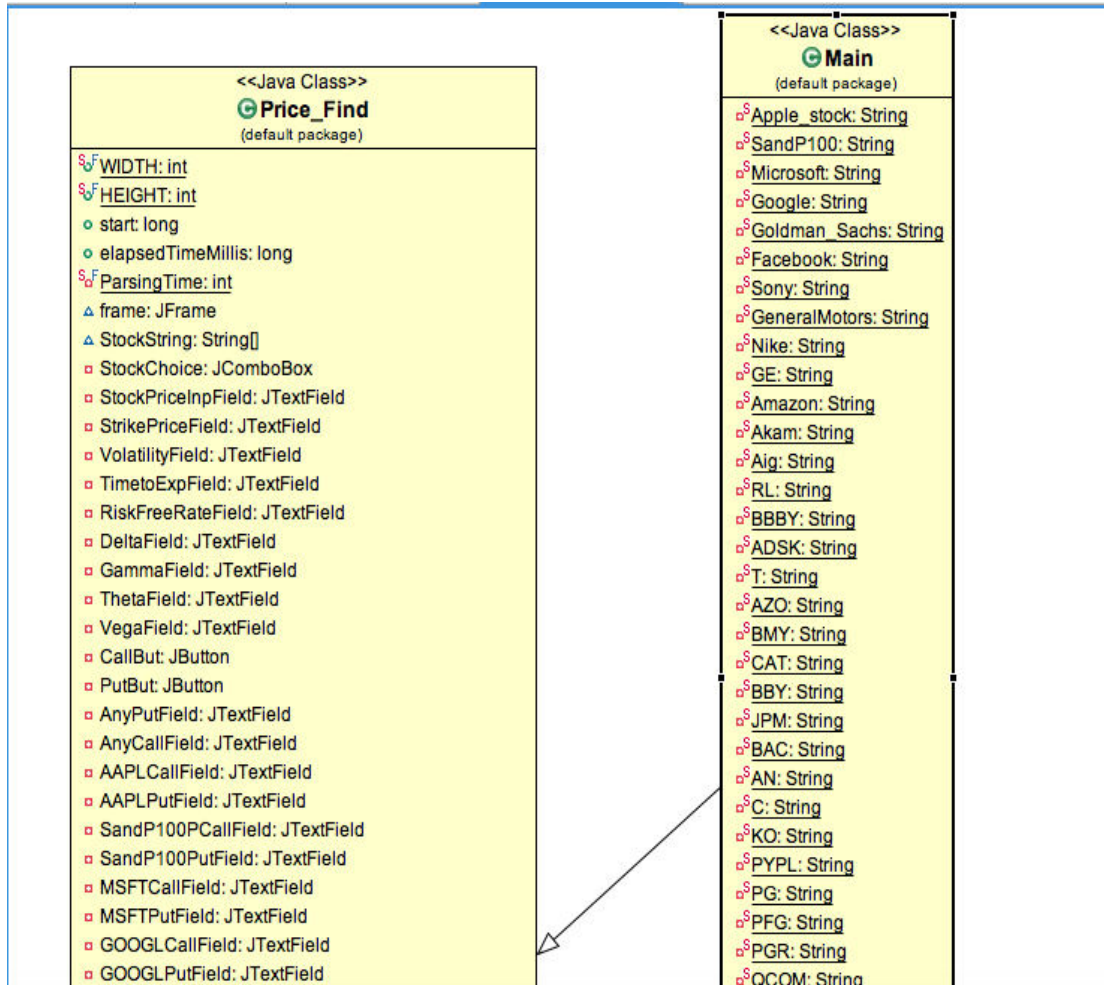 <<Java Class>>
Price_Find
(default package)
WIDTH: int
HEIGHT: int
start: long
elapsedTimeMillis: long
ParsingTime: int
frame: JFrame
StockString: String[]
StockChoice: JComboBox
StockPriceInpField: JTextField
StrikePriceField: JTextField
VolatilityField: JTextField
TimetoExpField: JTextField
RiskFreeRateField: JTextField
DeltaField: JTextField
GammaField: JTextField
ThetaField: JTextField
VegaField: JTextField
CallBut: JButton
PutBut: JButton
AnyPutField: JTextField
AnyCallField: JTextField
AAPLCallField: JTextField
AAPLPutField: JTextField
SandP100PCallField: JTextField
SandP100PutField: JTextField
MSFTCallField: JTextField
MSFTPutField: JTextField
GOOGLCallField: JTextField
GOOGLPutField: JTextField
<<Java Class>>
Main
(default package)
Apple_stock: String
SandP100: String
Microsoft: String
Google: String
Goldman_Sachs: String
Facebook: String
Sony: String
GeneralMotors: String
Nike: String
GE: String
Amazon: String
Akam: String
Aig: String
RL: String
BBBY: String
ADSK: String
T: String
AZO: String
BMY: String
CAT: String
BBY: String
JPM: String
BAC: String
AN: String
C: String
KO: String
PYPL: String
PG: String
PFG: String
PGR: String
QCOM: String